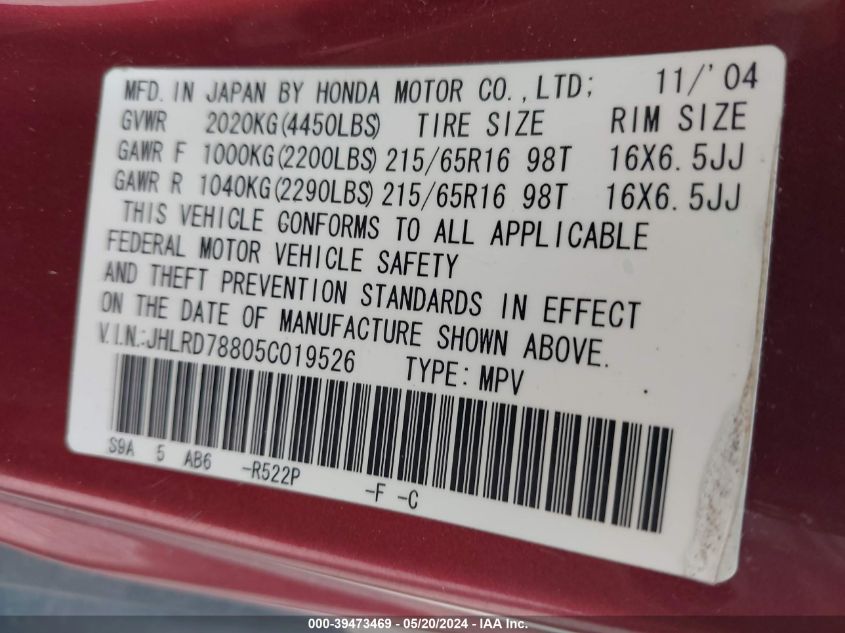 MFD. IN JAPAN BY HONDA MOTOR CO., LTD; 11/'04
GVWR 2020KG(4450LBS) TIRE SIZE RIM SIZE
GAWR F 1000KG(2200LBS) 215/65R16 98T 16X6.5JJ
GAWR R 1040KG(2290LBS) 215/65R16 98T 16X6.5JJ
THIS VEHICLE CONFORMS TO ALL APPLICABLE
FEDERAL MOTOR VEHICLE SAFETY
AND THEFT PREVENTION STANDARDS IN EFFECT
ON THE DATE OF MANUFACTURE SHOWN ABOVE.
V.I.N.:JHLRD78805C019526 TYPE: MPV
S9A 5 AB6 -R522P -F -C
000-39473469 - 05/20/2024 - IAA Inc.